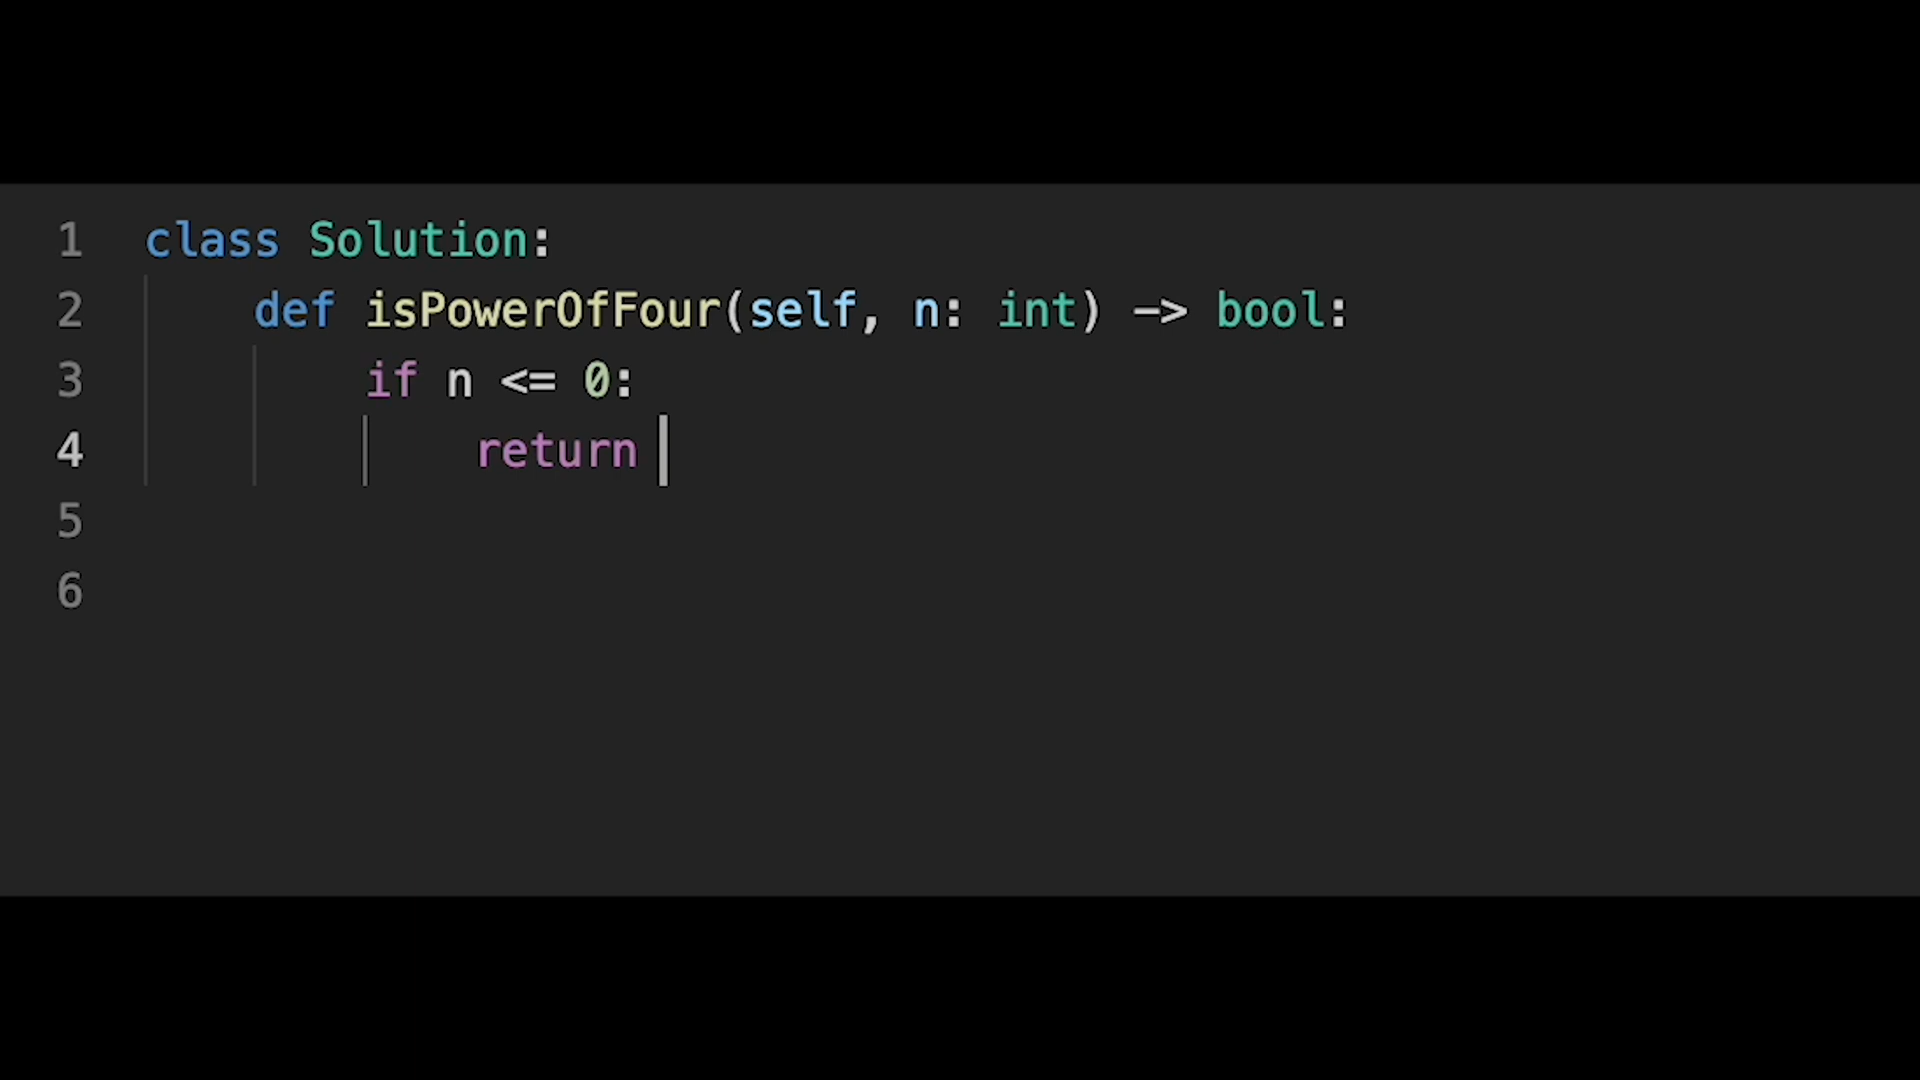 1 class Solution:
2 def isPowerOfFour(self, n: int) -> bool:
3 if n <= 0:
4 return
5
6